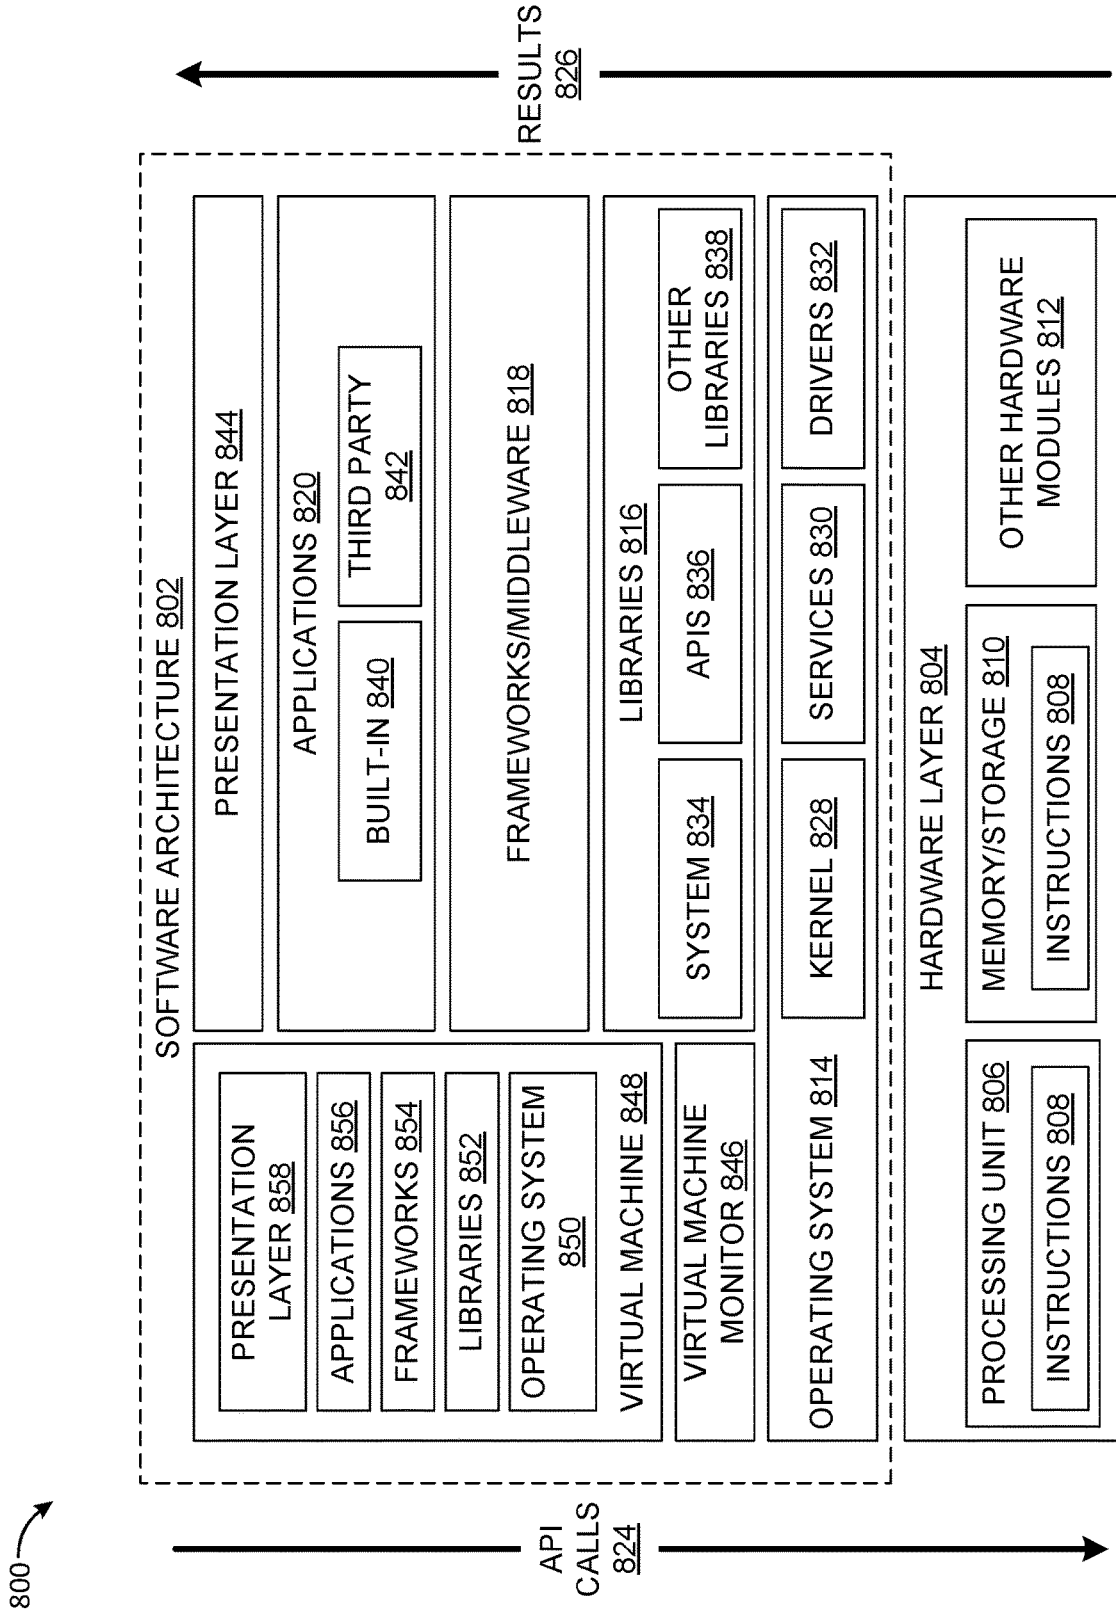 800
SOFTWARE ARCHITECTURE 802
PRESENTATION
LAYER 858
APPLICATIONS 856
FRAMEWORKS 854
LIBRARIES 852
OPERATING SYSTEM
850
VIRTUAL MACHINE 848
VIRTUAL MACHINE
MONITOR 846
PRESENTATION LAYER 844
APPLICATIONS 820
BUILT-IN 840
THIRD PARTY
842
FRAMEWORKS/MIDDLEWARE 818
LIBRARIES 816
SYSTEM 834
APIS 836
OTHER
LIBRARIES 838
OPERATING SYSTEM 814
KERNEL 828
SERVICES 830
DRIVERS 832
HARDWARE LAYER 804
PROCESSING UNIT 806
INSTRUCTIONS 808
MEMORY/STORAGE 810
INSTRUCTIONS 808
OTHER HARDWARE
MODULES 812
API
CALLS
824
RESULTS
826